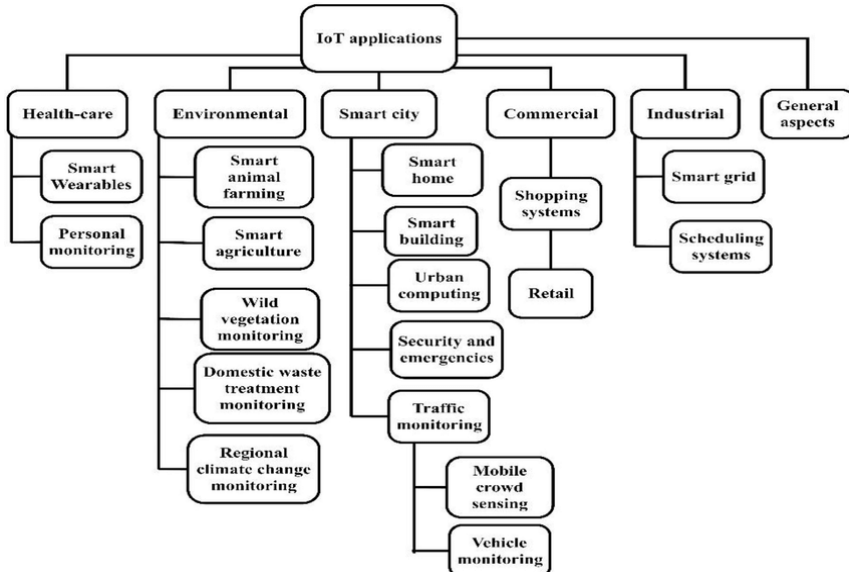 IoT applications
Health-care
Environmental
Smart city
Commercial
Industrial
General
aspects
Smart
Wearables
Personal
monitoring
Smart
animal
farming
Smart
agriculture
Wild
vegetation
monitoring
Domestic waste
treatment
monitoring
Regional
climate change
monitoring
Smart
home
Smart
building
Urban
computing
Security and
emergencies
Traffic
monitoring
Mobile
crowd
sensing
Vehicle
monitoring
Shopping
systems
Retail
Smart grid
Scheduling
systems